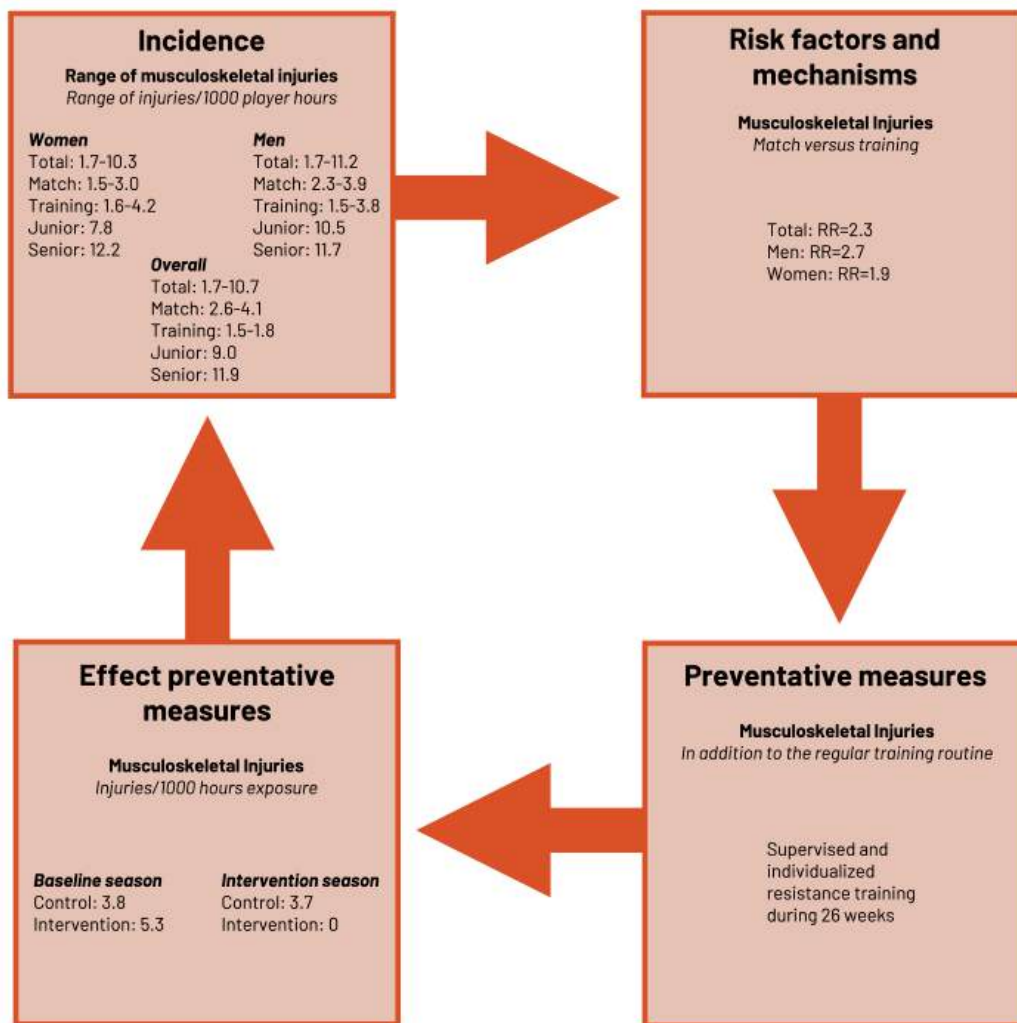 Incidence
Range of musculoskeletal injuries
Range of injuries/1000 player hours
Women
Total: 1.7-10.3
Match: 1.5-3.0
Training: 1.6-4.2
Junior: 7.8
Senior: 12.2
Men
Total: 1.7-11.2
Match: 2.3-3.9
Training: 1.5-3.8
Junior: 10.5
Senior: 11.7
Overall
Total: 1.7-10.7
Match: 2.6-4.1
Training: 1.5-1.8
Junior: 9.0
Senior: 11.9
Risk factors and
mechanisms
Musculoskeletal Injuries
Match versus training
Total: RR=2.3
Men: RR=2.7
Women: RR=1.9
Preventative measures
Musculoskeletal Injuries
In addition to the regular training routine
Supervised and
individualized
resistance training
during 26 weeks
Effect preventative
measures
Musculoskeletal Injuries
Injuries/1000 hours exposure
Baseline season
Control: 3.8
Intervention: 5.3
Intervention season
Control: 3.7
Intervention: 0